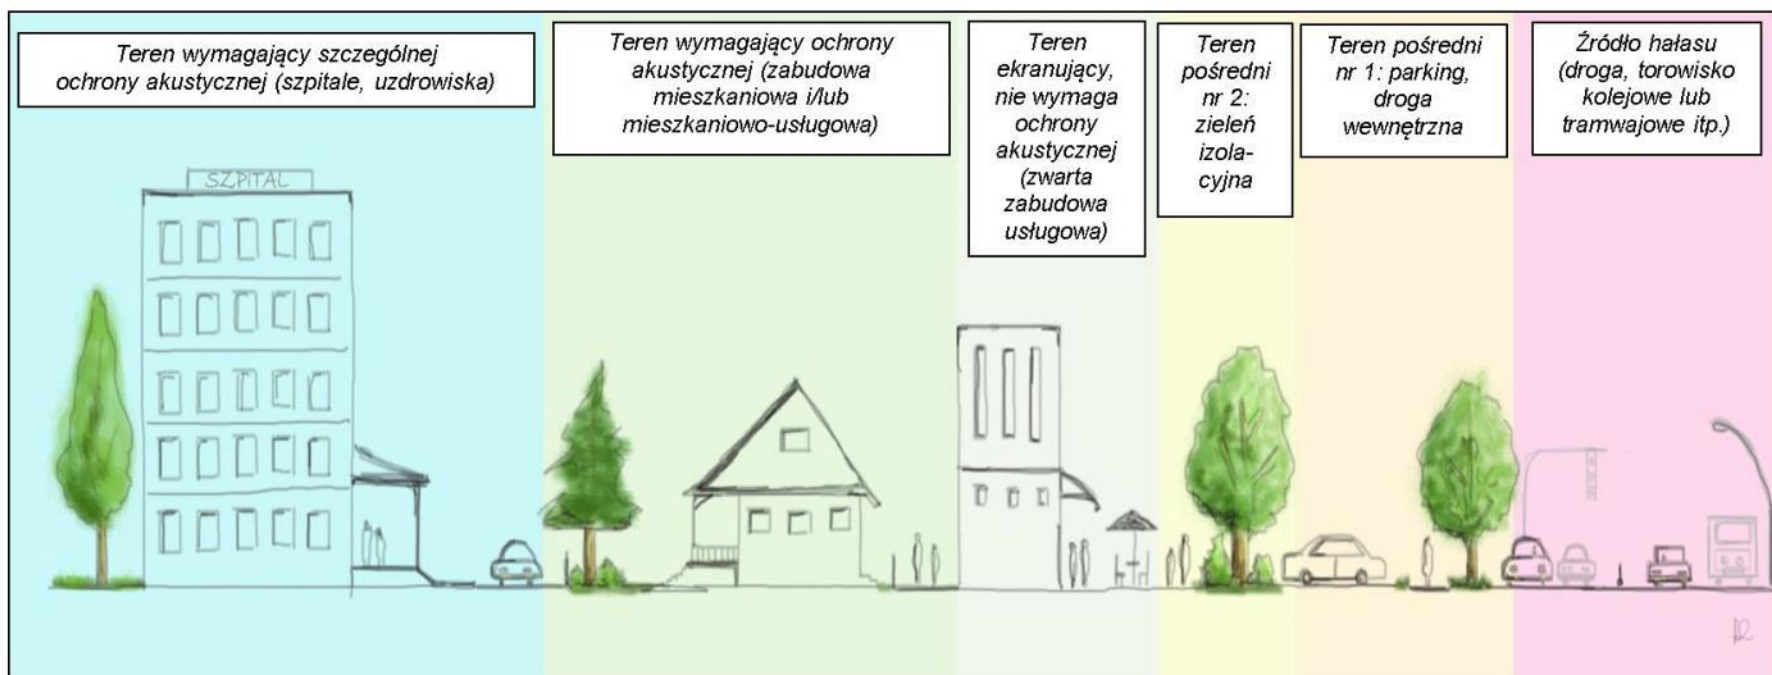 Teren wymagający szczególnej
ochrony akustycznej (szpitale, uzdrowiska)
Teren wymagający ochrony
akustycznej (zabudowa
mieszkaniowa i/lub
mieszkaniowo-usługowa)
Teren
ekranujący,
nie wymaga
ochrony
akustycznej
(zwarta
zabudowa
usługowa)
Teren
pośredni
nr 2:
zieleń
izola-
cyjna
Teren pośredni
nr 1: parking,
droga
wewnętrzna
Źródło hałasu
(droga, torowisko
kolejowe lub
tramwajowe itp.)
SZPITAL